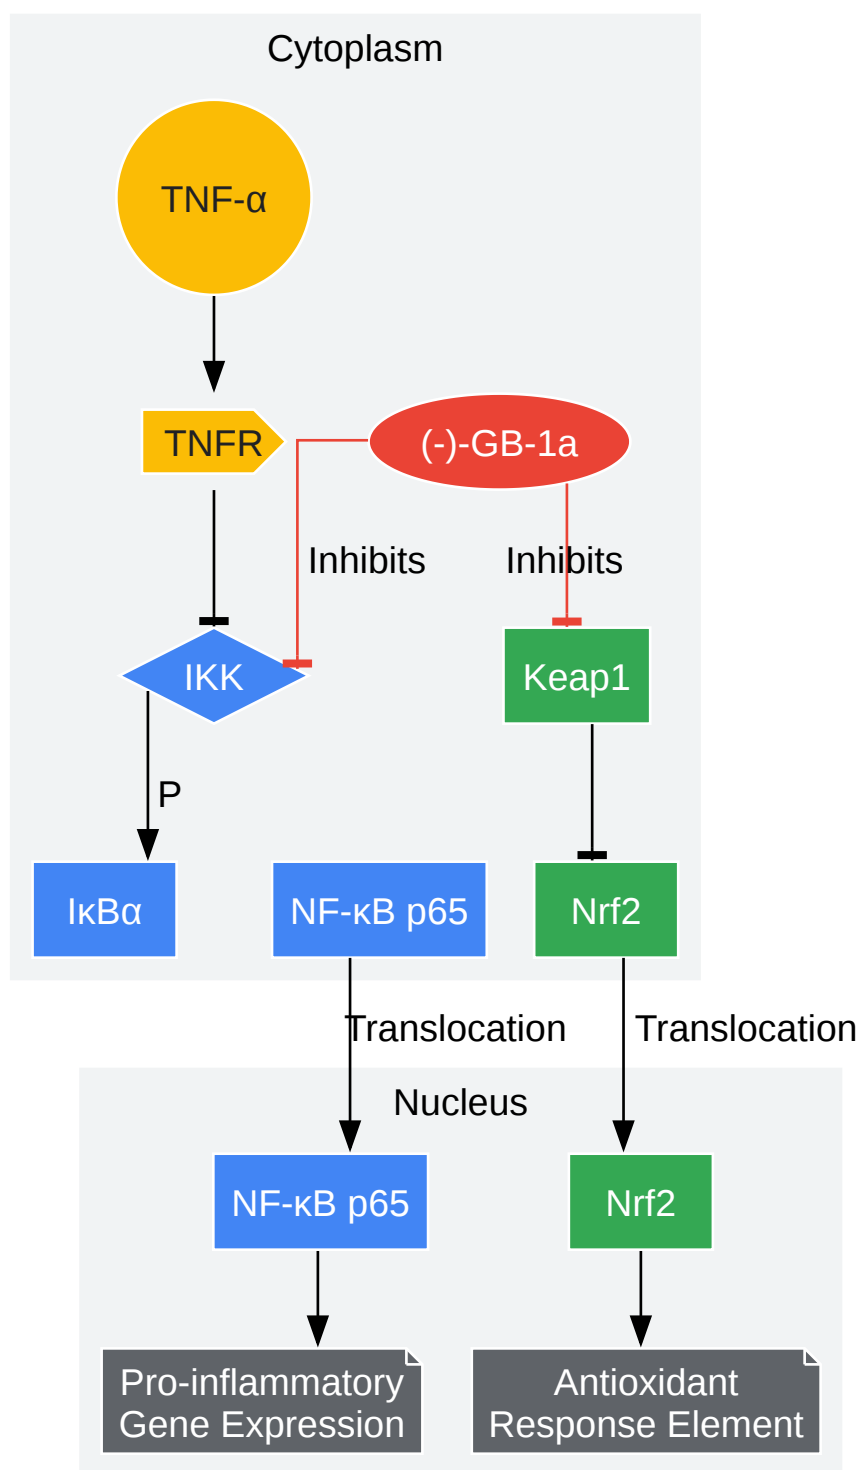 Cytoplasm
TNF-α
TNFR
(-)-GB-1a
Inhibits
Inhibits
IKK
Keap1
P
IκBα
NF-κB p65
Nrf2
Translocation
Translocation
Nucleus
NF-κB p65
Nrf2
Pro-inflammatory
Gene Expression
Antioxidant
Response Element